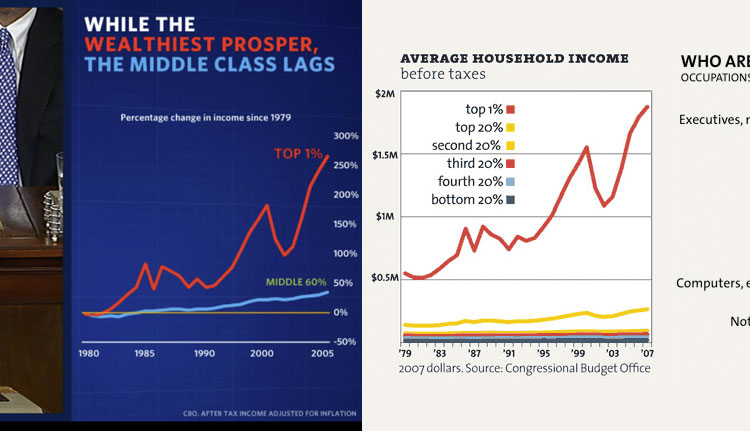 WHILE THE
WEALTHIEST PROSPER,
THE MIDDLE CLASS LAGS
Percentage change in income since 1979
300%
TOP 1%
250%
200%
150%
100%
MIDDLE 60%
50%
0%
-50%
1980 1985 1990 2000 2005
CBO. AFTER TAX INCOME ADJUSTED FOR INFLATION
AVERAGE HOUSEHOLD INCOME
before taxes
$2M
top 1%
top 20%
second 20%
$1.5M
third 20%
fourth 20%
bottom 20%
$1M
$0.5M
'79 '83 '87 '91 '95 '99 '03 '07
2007 dollars. Source: Congressional Budget Office
WHO ARE
OCCUPATIONS
Executives, r
Computers, e
Not